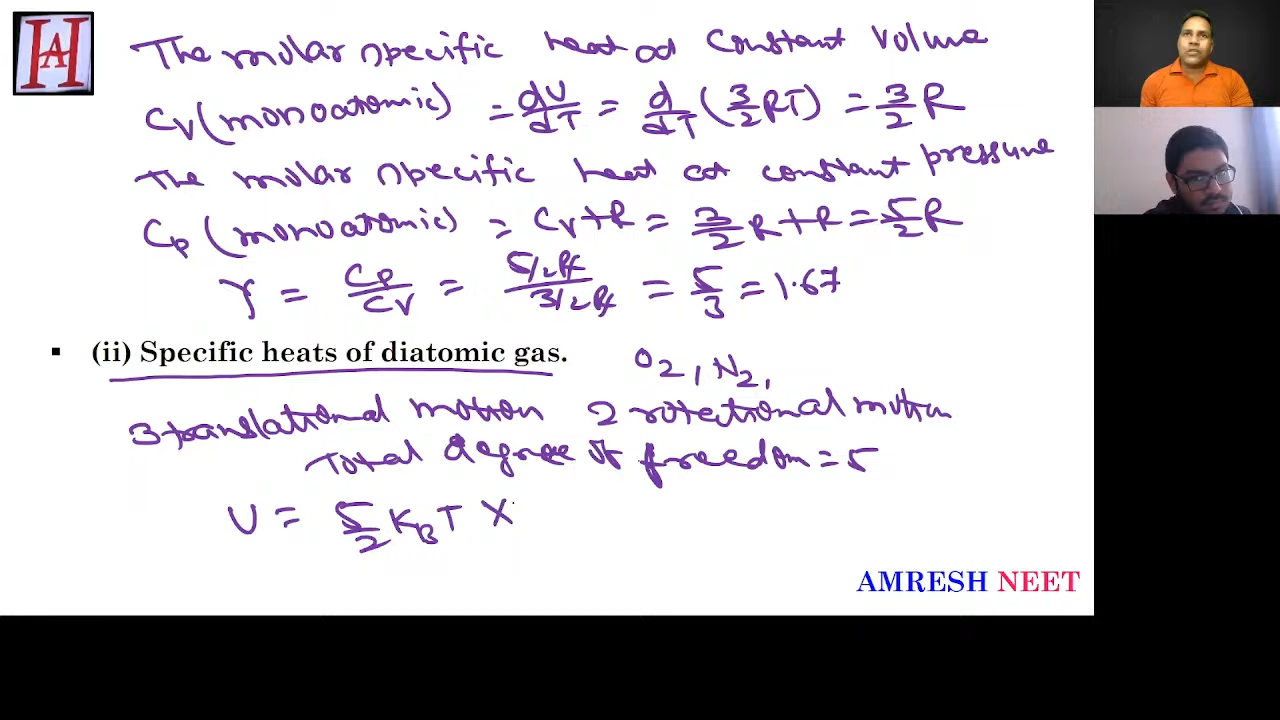 HA
The molar specific heat at constant volume
Cv(monoatomic) = dU/dT = d/dT (3/2 RT) = 3/2 R
The molar specific heat at constant pressure
Cp (monoatomic) = Cv+R = 3/2 R + R = 5/2 R
γ = Cp/Cv = 5/2R / 3/2R = 5/3 = 1.67
▪ (ii) Specific heats of diatomic gas. O2, N2,
3 translational motion 2 rotectional motion
Total degree of freedom = 5
U = 5/2 KB T X
AMRESH NEET